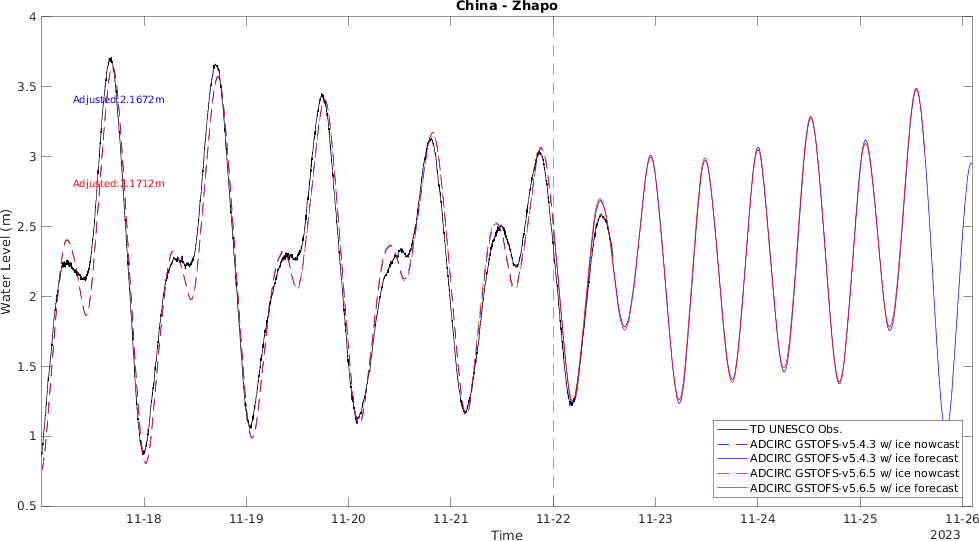 China - Zhapo
4
3.5
3
2.5
2
1.5
1
0.5
Water Level (m)
Adjusted:2.1672m
Adjusted:2.1712m
TD UNESCO Obs.
ADCIRC GSTOFS-v5.4.3 w/ ice nowcast
ADCIRC GSTOFS-v5.4.3 w/ ice forecast
ADCIRC GSTOFS-v5.6.5 w/ ice nowcast
ADCIRC GSTOFS-v5.6.5 w/ ice forecast
11-18 11-19 11-20 11-21 11-22 11-23 11-24 11-25 11-26
Time
2023